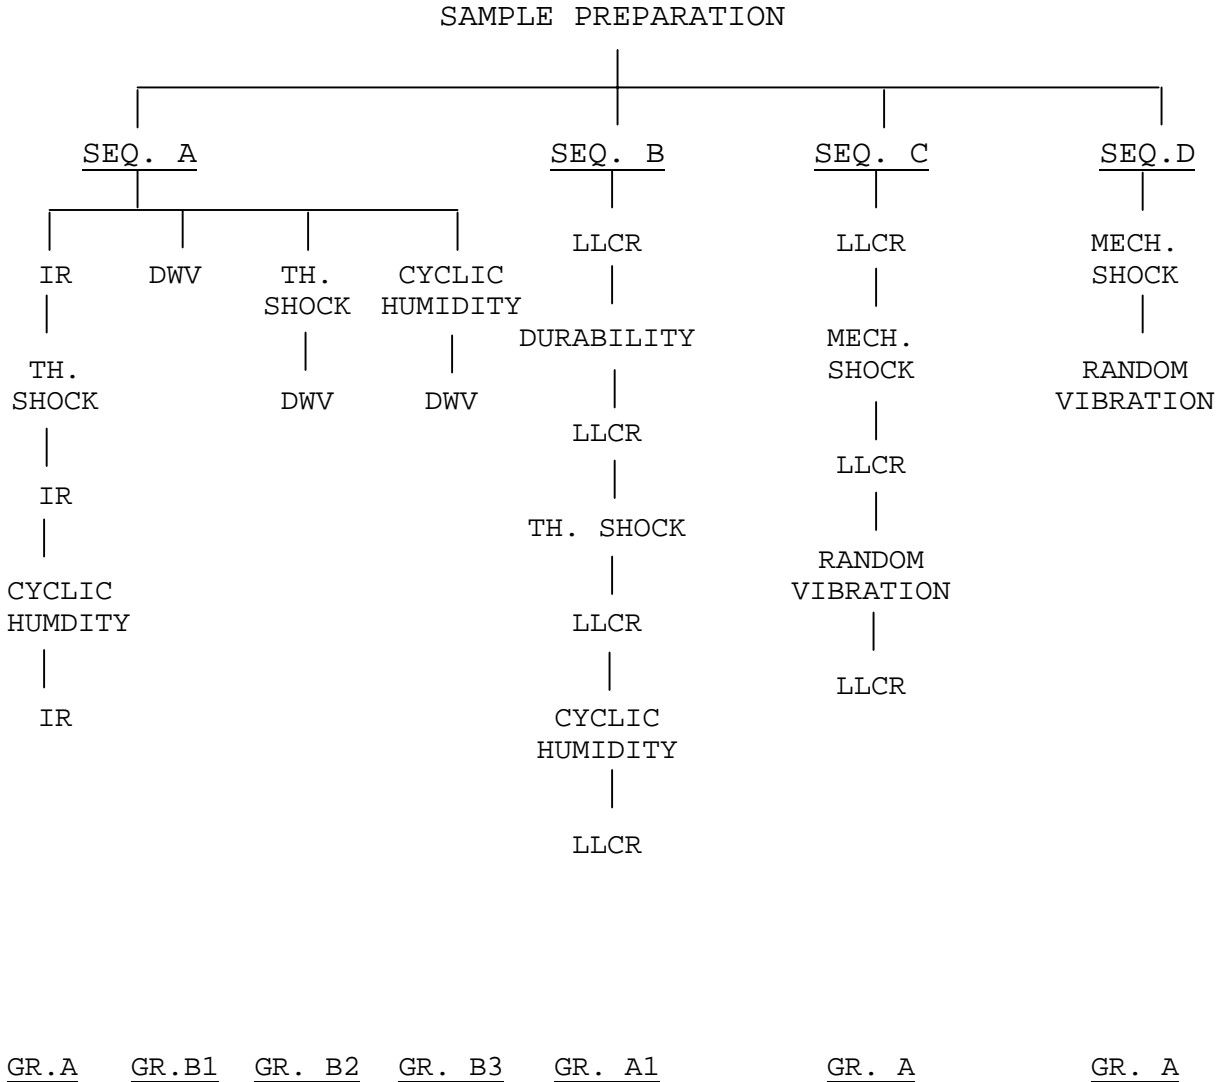 SAMPLE PREPARATION
SEQ. A
SEQ. B
SEQ. C
SEQ.D
IR
TH.
SHOCK
IR
CYCLIC
HUMDITY
IR
DWV
TH.
SHOCK
DWV
CYCLIC
HUMIDITY
DWV
LLCR
DURABILITY
LLCR
TH. SHOCK
LLCR
CYCLIC
HUMIDITY
LLCR
LLCR
MECH.
SHOCK
LLCR
RANDOM
VIBRATION
LLCR
MECH.
SHOCK
RANDOM
VIBRATION
GR.A
GR.B1
GR. B2
GR. B3
GR. A1
GR. A
GR. A